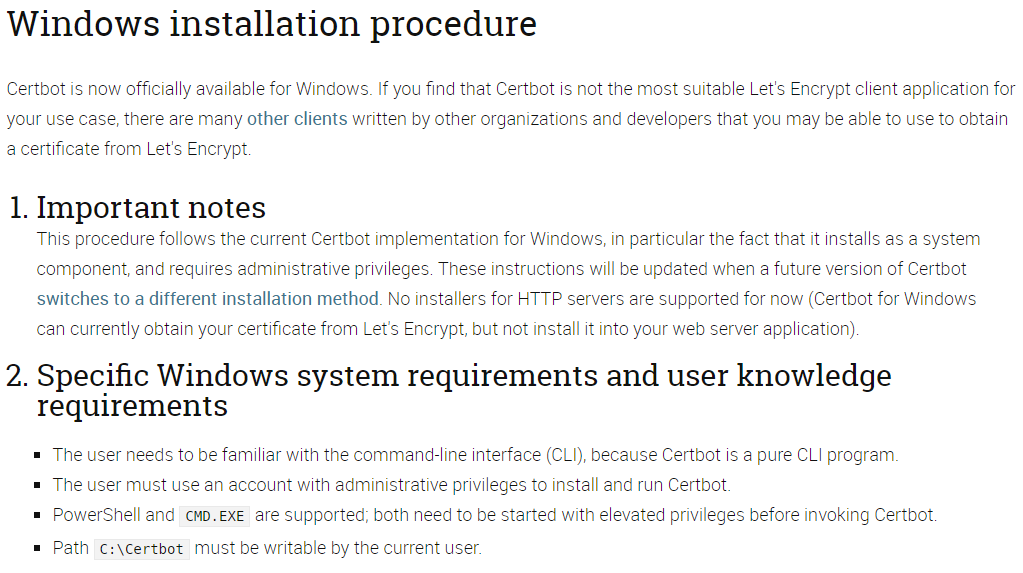 Windows installation procedure
Certbot is now officially available for Windows. If you find that Certbot is not the most suitable Let's Encrypt client application for
your use case, there are many other clients written by other organizations and developers that you may be able to use to obtain
a certificate from Let's Encrypt.
1. Important notes
This procedure follows the current Certbot implementation for Windows, in particular the fact that it installs as a system
component, and requires administrative privileges. These instructions will be updated when a future version of Certbot
switches to a different installation method. No installers for HTTP servers are supported for now (Certbot for Windows
can currently obtain your certificate from Let's Encrypt, but not install it into your web server application).
2. Specific Windows system requirements and user knowledge
requirements
▪ The user needs to be familiar with the command-line interface (CLI), because Certbot is a pure CLI program.
▪ The user must use an account with administrative privileges to install and run Certbot.
▪ PowerShell and CMD.EXE are supported; both need to be started with elevated privileges before invoking Certbot.
▪ Path C:\Certbot must be writable by the current user.